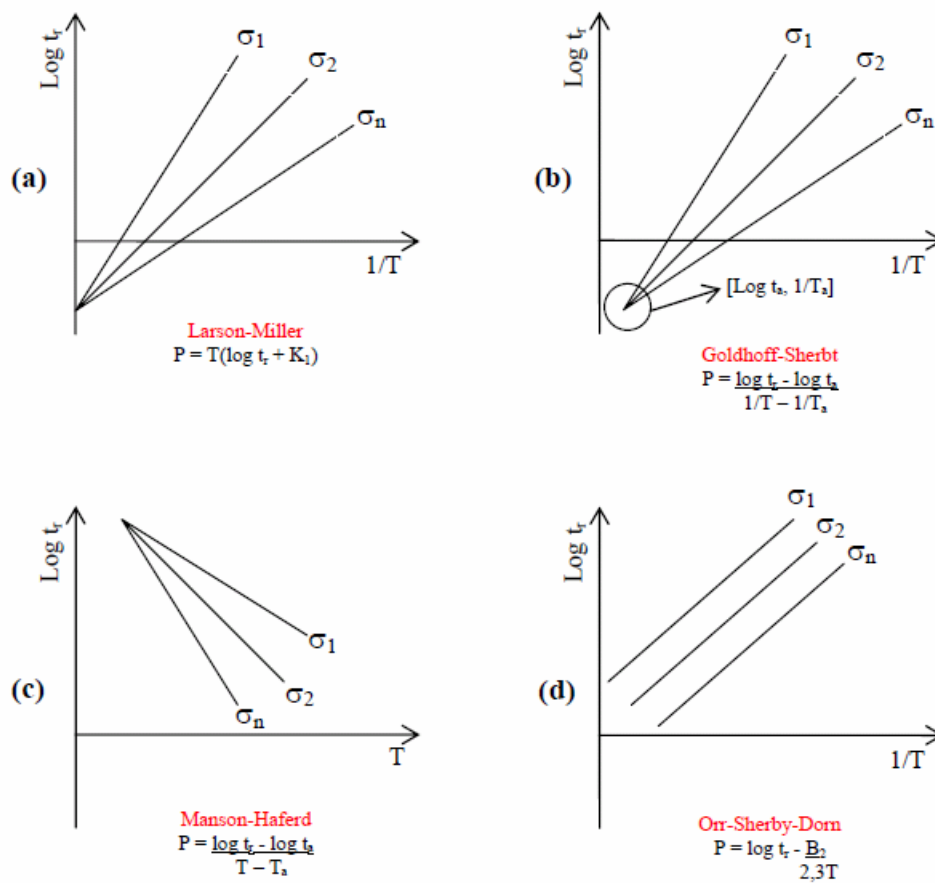 Log tᵣ
σ₁
σ₂
σₙ
(a)
1/T
Larson-Miller
P = T(log tᵣ + K₁)
Log tᵣ
σ₁
σ₂
σₙ
(b)
1/T
[Log tₐ, 1/Tₐ]
Goldhoff-Sherbt
P = log tᵣ - log tₐ
1/T – 1/Tₐ
Log tᵣ
(c)
σ₁
σ₂
σₙ
T
Manson-Haferd
P = log tᵣ - log tₐ
T – Tₐ
Log tᵣ
σ₁
σ₂
σₙ
(d)
1/T
Orr-Sherby-Dorn
P = log tᵣ - B₂
2,3T